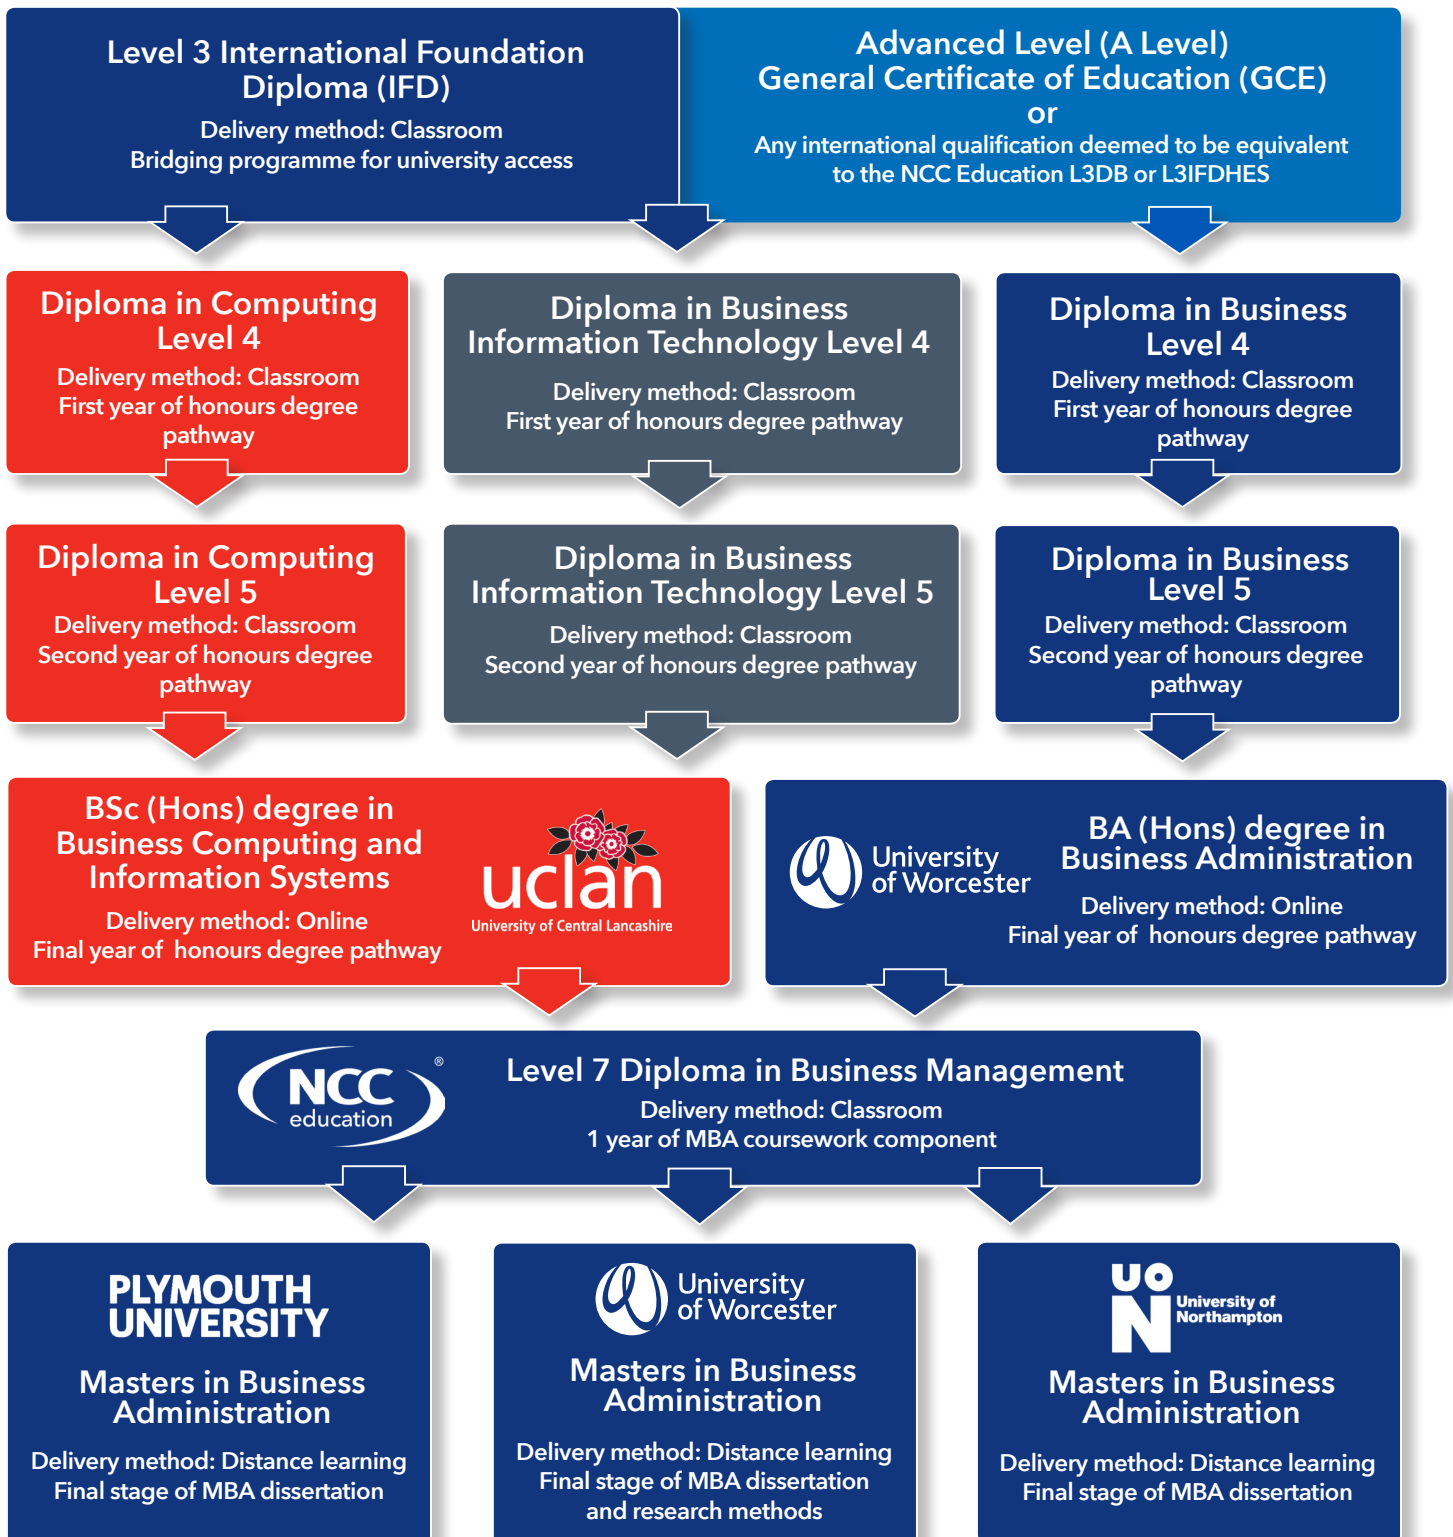 Level 3 International Foundation
Diploma (IFD)
Delivery method: Classroom
Bridging programme for university access
Advanced Level (A Level)
General Certificate of Education (GCE)
or
Any international qualification deemed to be equivalent
to the NCC Education L3DB or L3IFDHES
Diploma in Computing
Level 4
Delivery method: Classroom
First year of honours degree
pathway
Diploma in Business
Information Technology Level 4
Delivery method: Classroom
First year of honours degree pathway
Diploma in Business
Level 4
Delivery method: Classroom
First year of honours degree
pathway
Diploma in Computing
Level 5
Delivery method: Classroom
Second year of honours degree
pathway
Diploma in Business
Information Technology Level 5
Delivery method: Classroom
Second year of honours degree pathway
Diploma in Business
Level 5
Delivery method: Classroom
Second year of honours degree
pathway
BSc (Hons) degree in
Business Computing and
Information Systems
Delivery method: Online
Final year of honours degree pathway
uclan
University of Central Lancashire
University
of Worcester
BA (Hons) degree in
Business Administration
Delivery method: Online
Final year of honours degree pathway
NCC ®
education
Level 7 Diploma in Business Management
Delivery method: Classroom
1 year of MBA coursework component
PLYMOUTH
UNIVERSITY
Masters in Business
Administration
Delivery method: Distance learning
Final stage of MBA dissertation
University
of Worcester
Masters in Business
Administration
Delivery method: Distance learning
Final stage of MBA dissertation
and research methods
UO
N
University of
Northampton
Masters in Business
Administration
Delivery method: Distance learning
Final stage of MBA dissertation